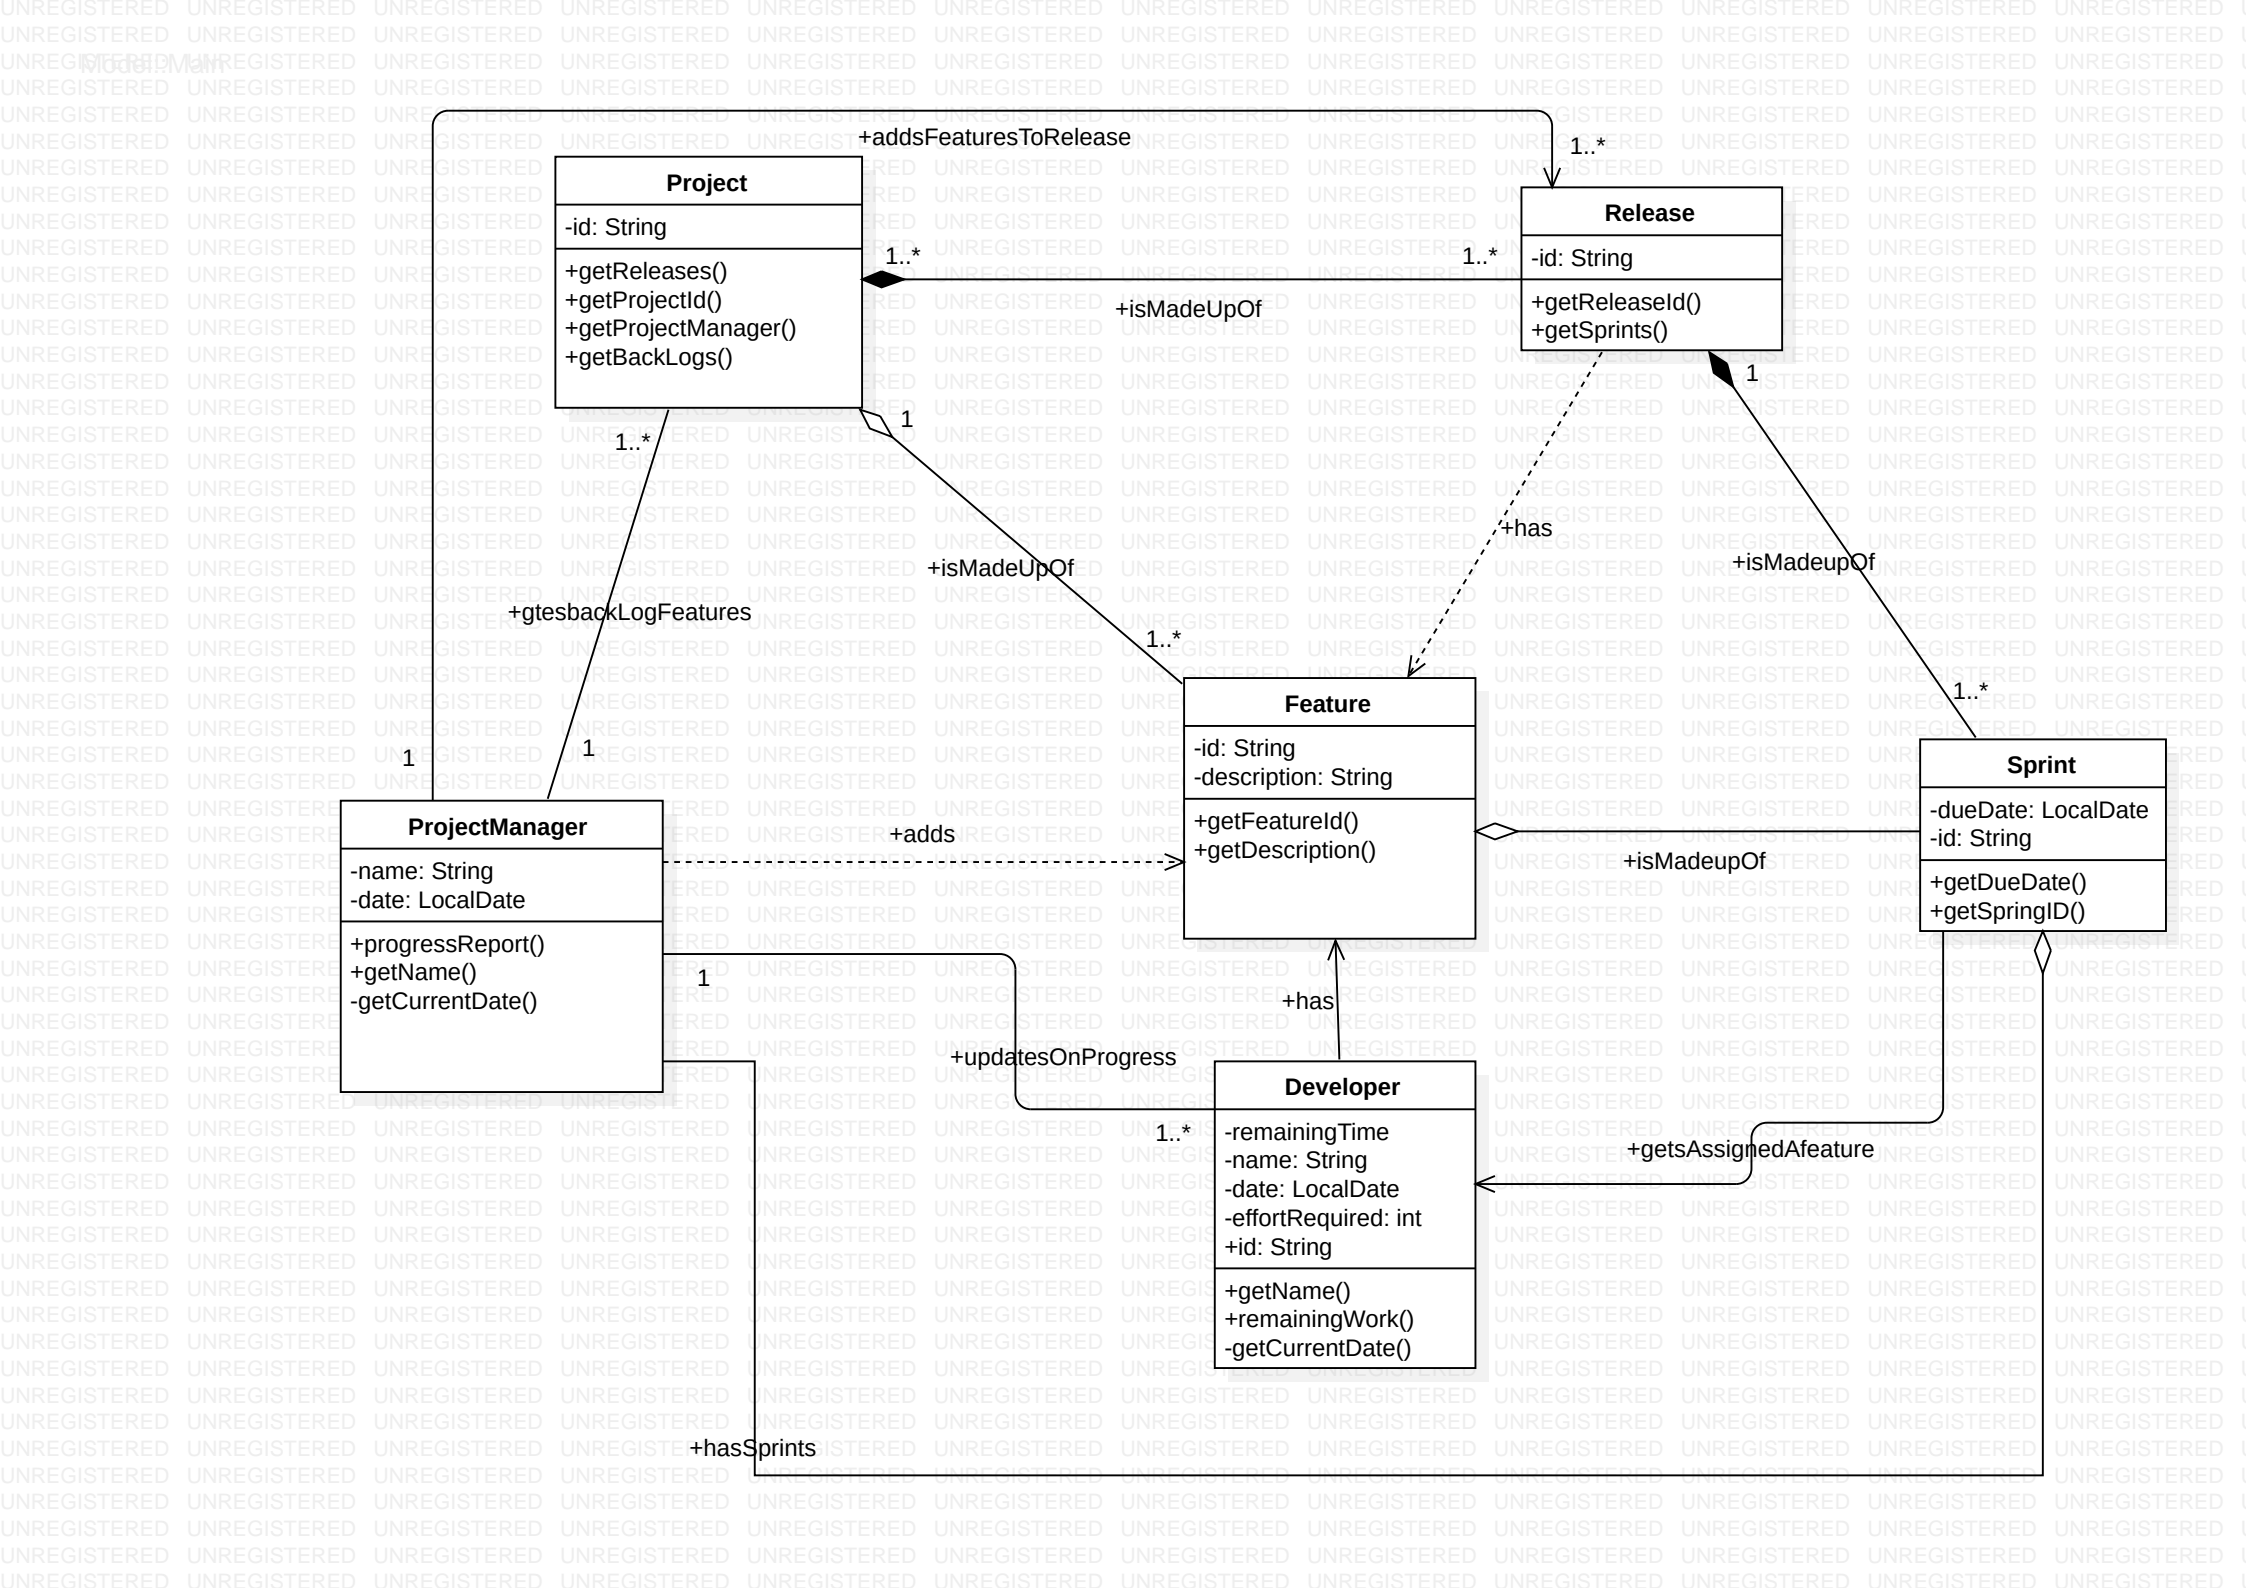 Model::Main
+addsFeaturesToRelease
1..*
Project
-id: String
+getReleases()
+getProjectId()
+getProjectManager()
+getBackLogs()
Release
-id: String
+getReleaseId()
+getSprints()
1..*
1..*
+isMadeUpOf
1
1
1..*
+has
+isMadeUpOf
+isMadeupOf
+gtesbackLogFeatures
1..*
1..*
1
1
Feature
-id: String
-description: String
+getFeatureId()
+getDescription()
Sprint
-dueDate: LocalDate
-id: String
+getDueDate()
+getSpringID()
ProjectManager
-name: String
-date: LocalDate
+progressReport()
+getName()
-getCurrentDate()
+adds
+isMadeupOf
1
+has
+updatesOnProgress
1..*
Developer
-remainingTime
-name: String
-date: LocalDate
-effortRequired: int
+id: String
+getName()
+remainingWork()
-getCurrentDate()
+getsAssignedAfeature
+hasSprints
UNREGISTERED